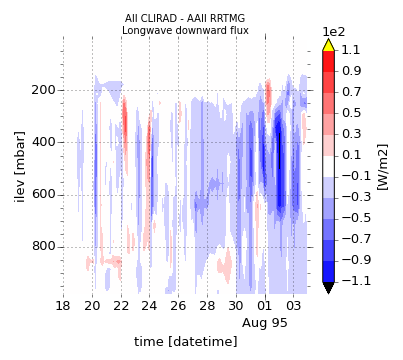 All CLIRAD - AAll RRTMG
Longwave downward flux
1e2
ilev [mbar]
200
400
600
800
18 20 22 24 26 28 30 01 03
Aug 95
time [datetime]
1.1
0.9
0.7
0.5
0.3
0.1
−0.1
−0.3
−0.5
−0.7
−0.9
−1.1
[W/m2]